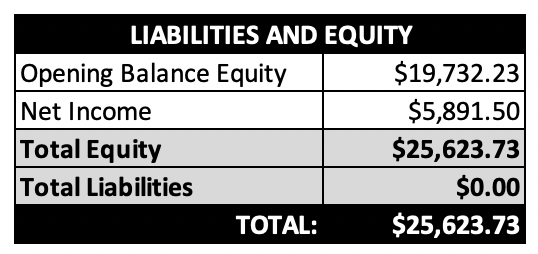 LIABILITIES AND EQUITY
Opening Balance Equity $19,732.23
Net Income $5,891.50
Total Equity $25,623.73
Total Liabilities $0.00
TOTAL: $25,623.73